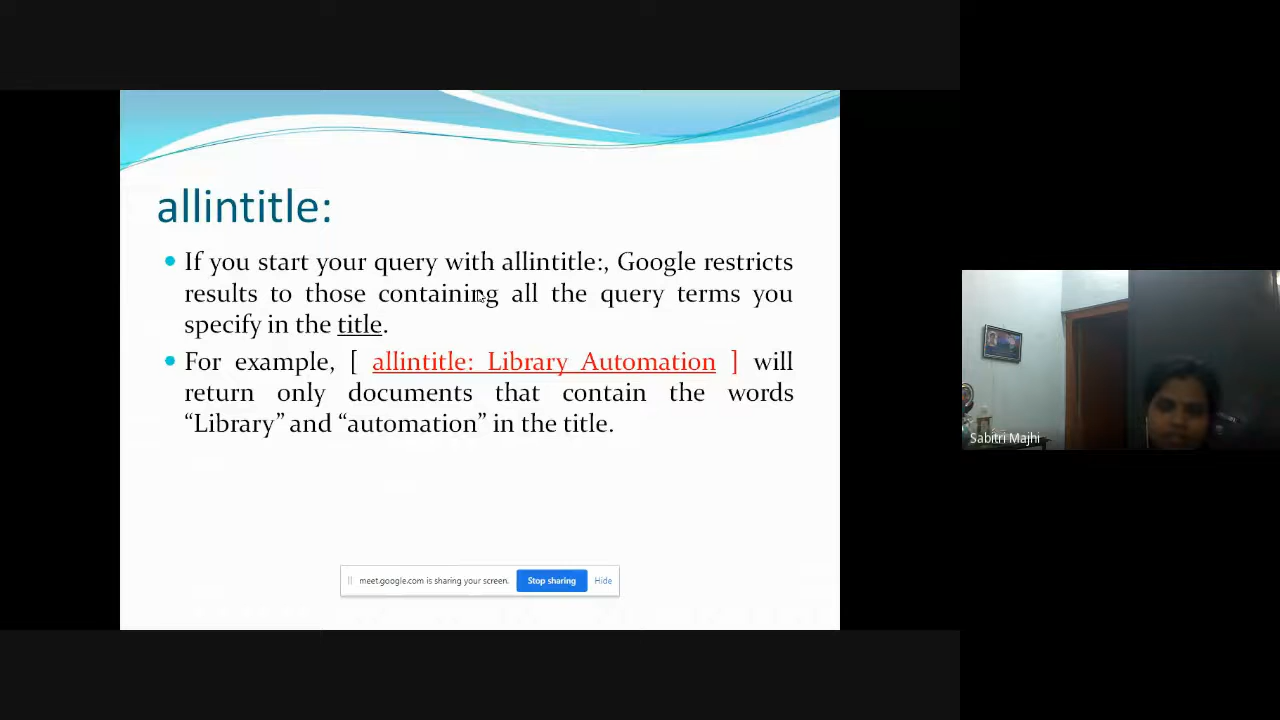 allintitle:
If you start your query with allintitle:, Google restricts
results to those containing all the query terms you
specify in the title.
For example, [ allintitle: Library Automation ] will
return only documents that contain the words
“Library” and “automation” in the title.
meet.google.com is sharing your screen. Stop sharing Hide
Sabitri Majhi